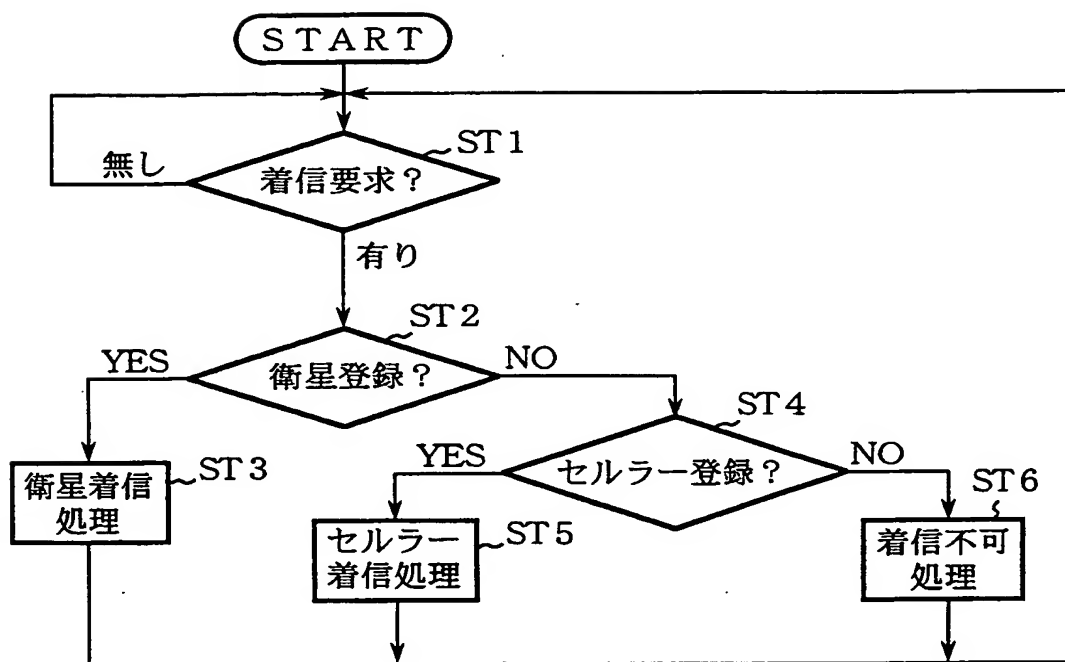 START
ST1
無し
着信要求?
有り
ST2
YES
衛星登録?
NO
ST4
YES
セルラー登録?
NO
ST3
衛星着信
処理
ST5
セルラー
着信処理
ST6
着信不可
処理